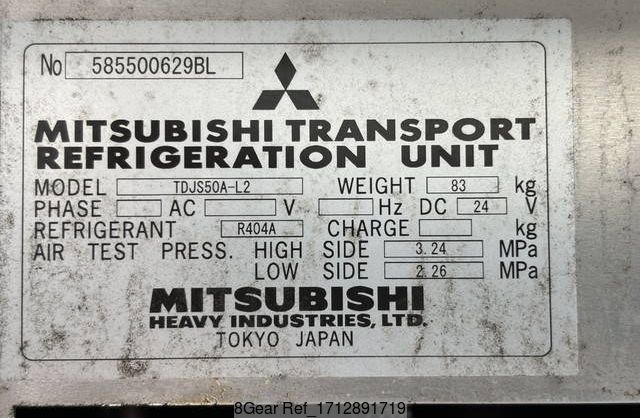 No 585500629BL
MITSUBISHI TRANSPORT
REFRIGERATION UNIT
MODEL TDJS50A-L2 WEIGHT 83 kg
PHASE AC V Hz DC 24 V
REFRIGERANT R404A CHARGE kg
AIR TEST PRESS. HIGH SIDE 3.24 MPa
LOW SIDE 2.26 MPa
MITSUBISHI
HEAVY INDUSTRIES, LTD.
TOKYO JAPAN
8Gear Ref_1712891719